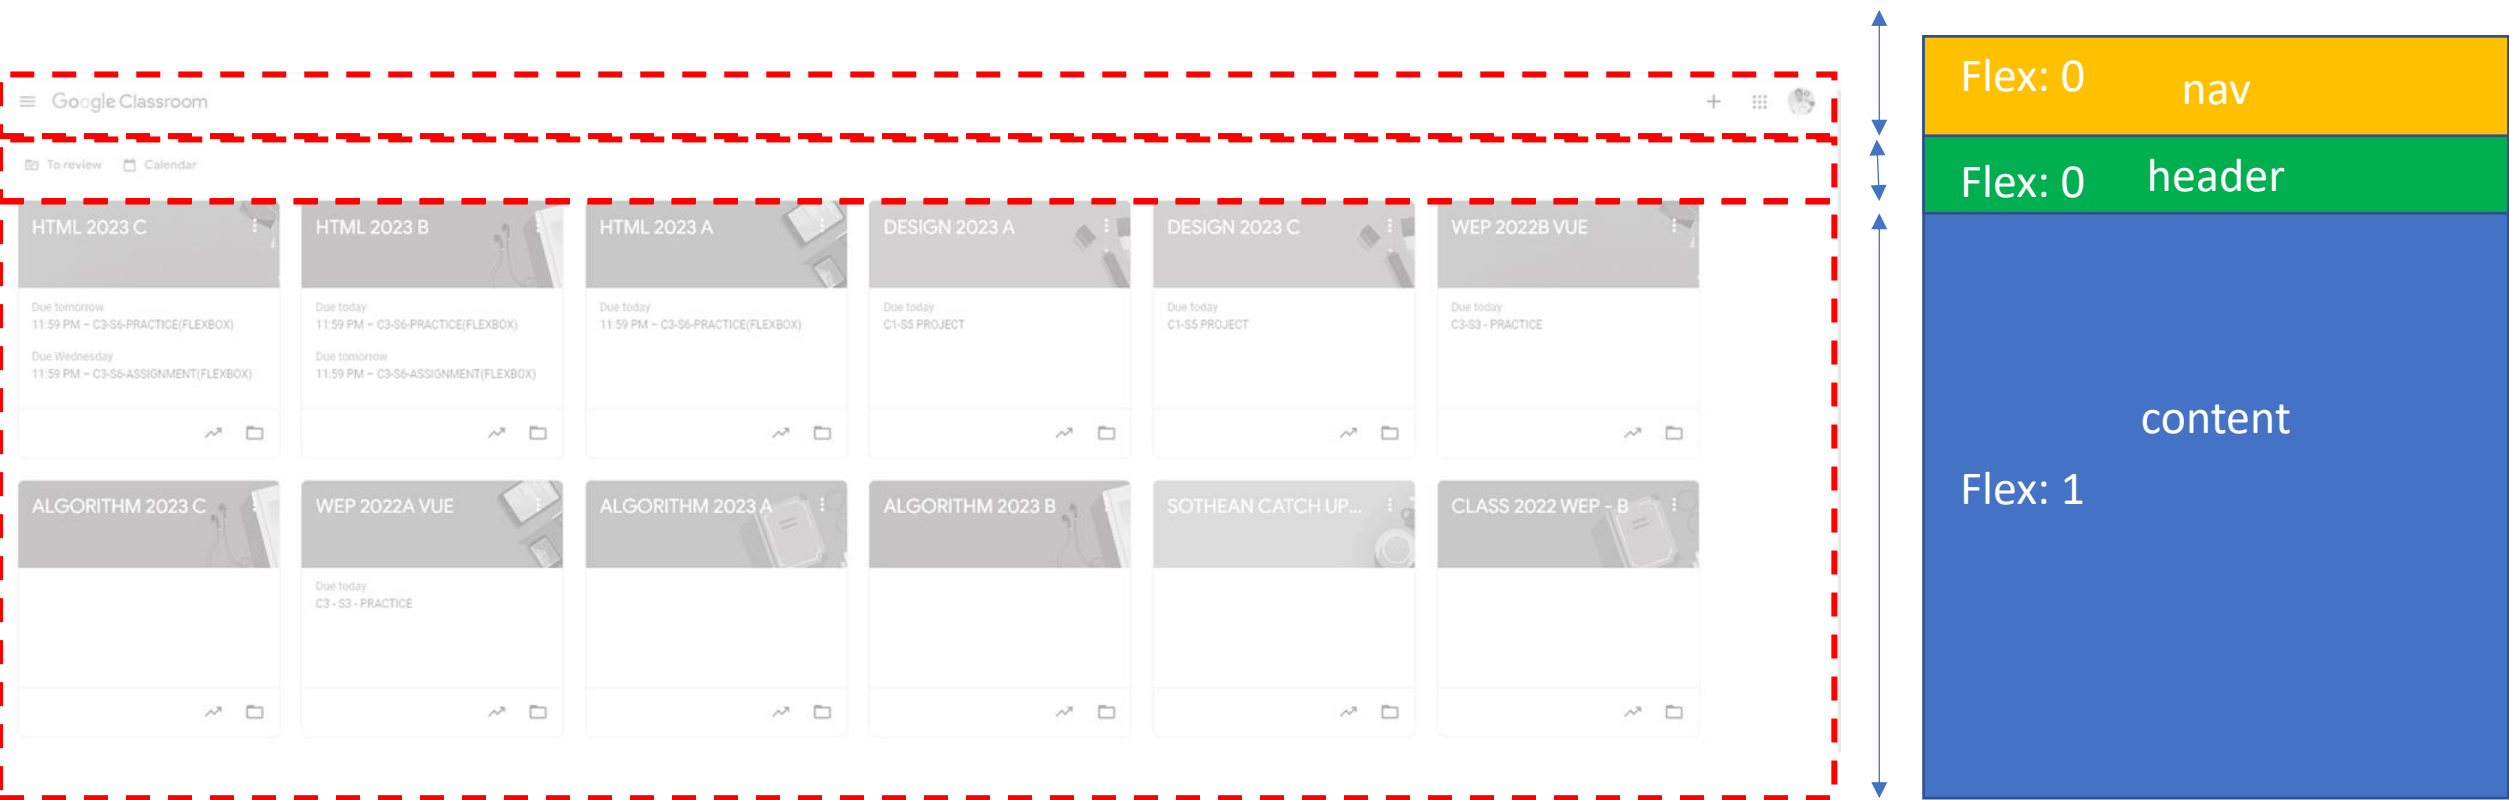 Google Classroom
To review Calendar
HTML 2023 C
Due tomorrow
11:59 PM – C3-S6-PRACTICE(FLEXBOX)
Due Wednesday
11:59 PM – C3-S6-ASSIGNMENT(FLEXBOX)
HTML 2023 B
Due today
11:59 PM – C3-S6-PRACTICE(FLEXBOX)
Due tomorrow
11:59 PM – C3-S6-ASSIGNMENT(FLEXBOX)
HTML 2023 A
Due today
11:59 PM – C3-S6-PRACTICE(FLEXBOX)
DESIGN 2023 A
Due today
C1-S5 PROJECT
DESIGN 2023 C
Due today
C1-S5 PROJECT
WEP 2022B VUE
Due today
C3-S3 - PRACTICE
ALGORITHM 2023 C
WEP 2022A VUE
Due today
C3 - S3 - PRACTICE
ALGORITHM 2023 A
ALGORITHM 2023 B
SOTHEAN CATCH UP...
CLASS 2022 WEP - B
Flex: 0 nav
Flex: 0 header
content
Flex: 1